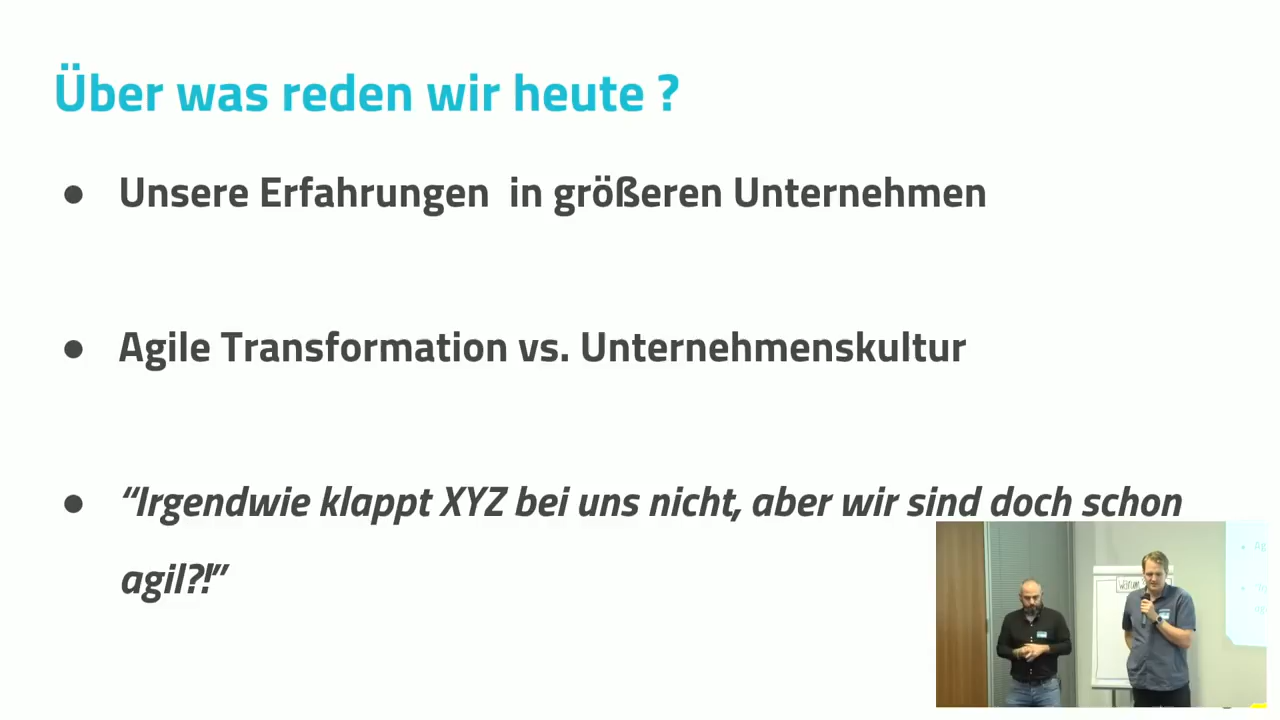 Über was reden wir heute ?
● Unsere Erfahrungen in größeren Unternehmen
● Agile Transformation vs. Unternehmenskultur
● “Irgendwie klappt XYZ bei uns nicht, aber wir sind doch schon
agil?!”
warum